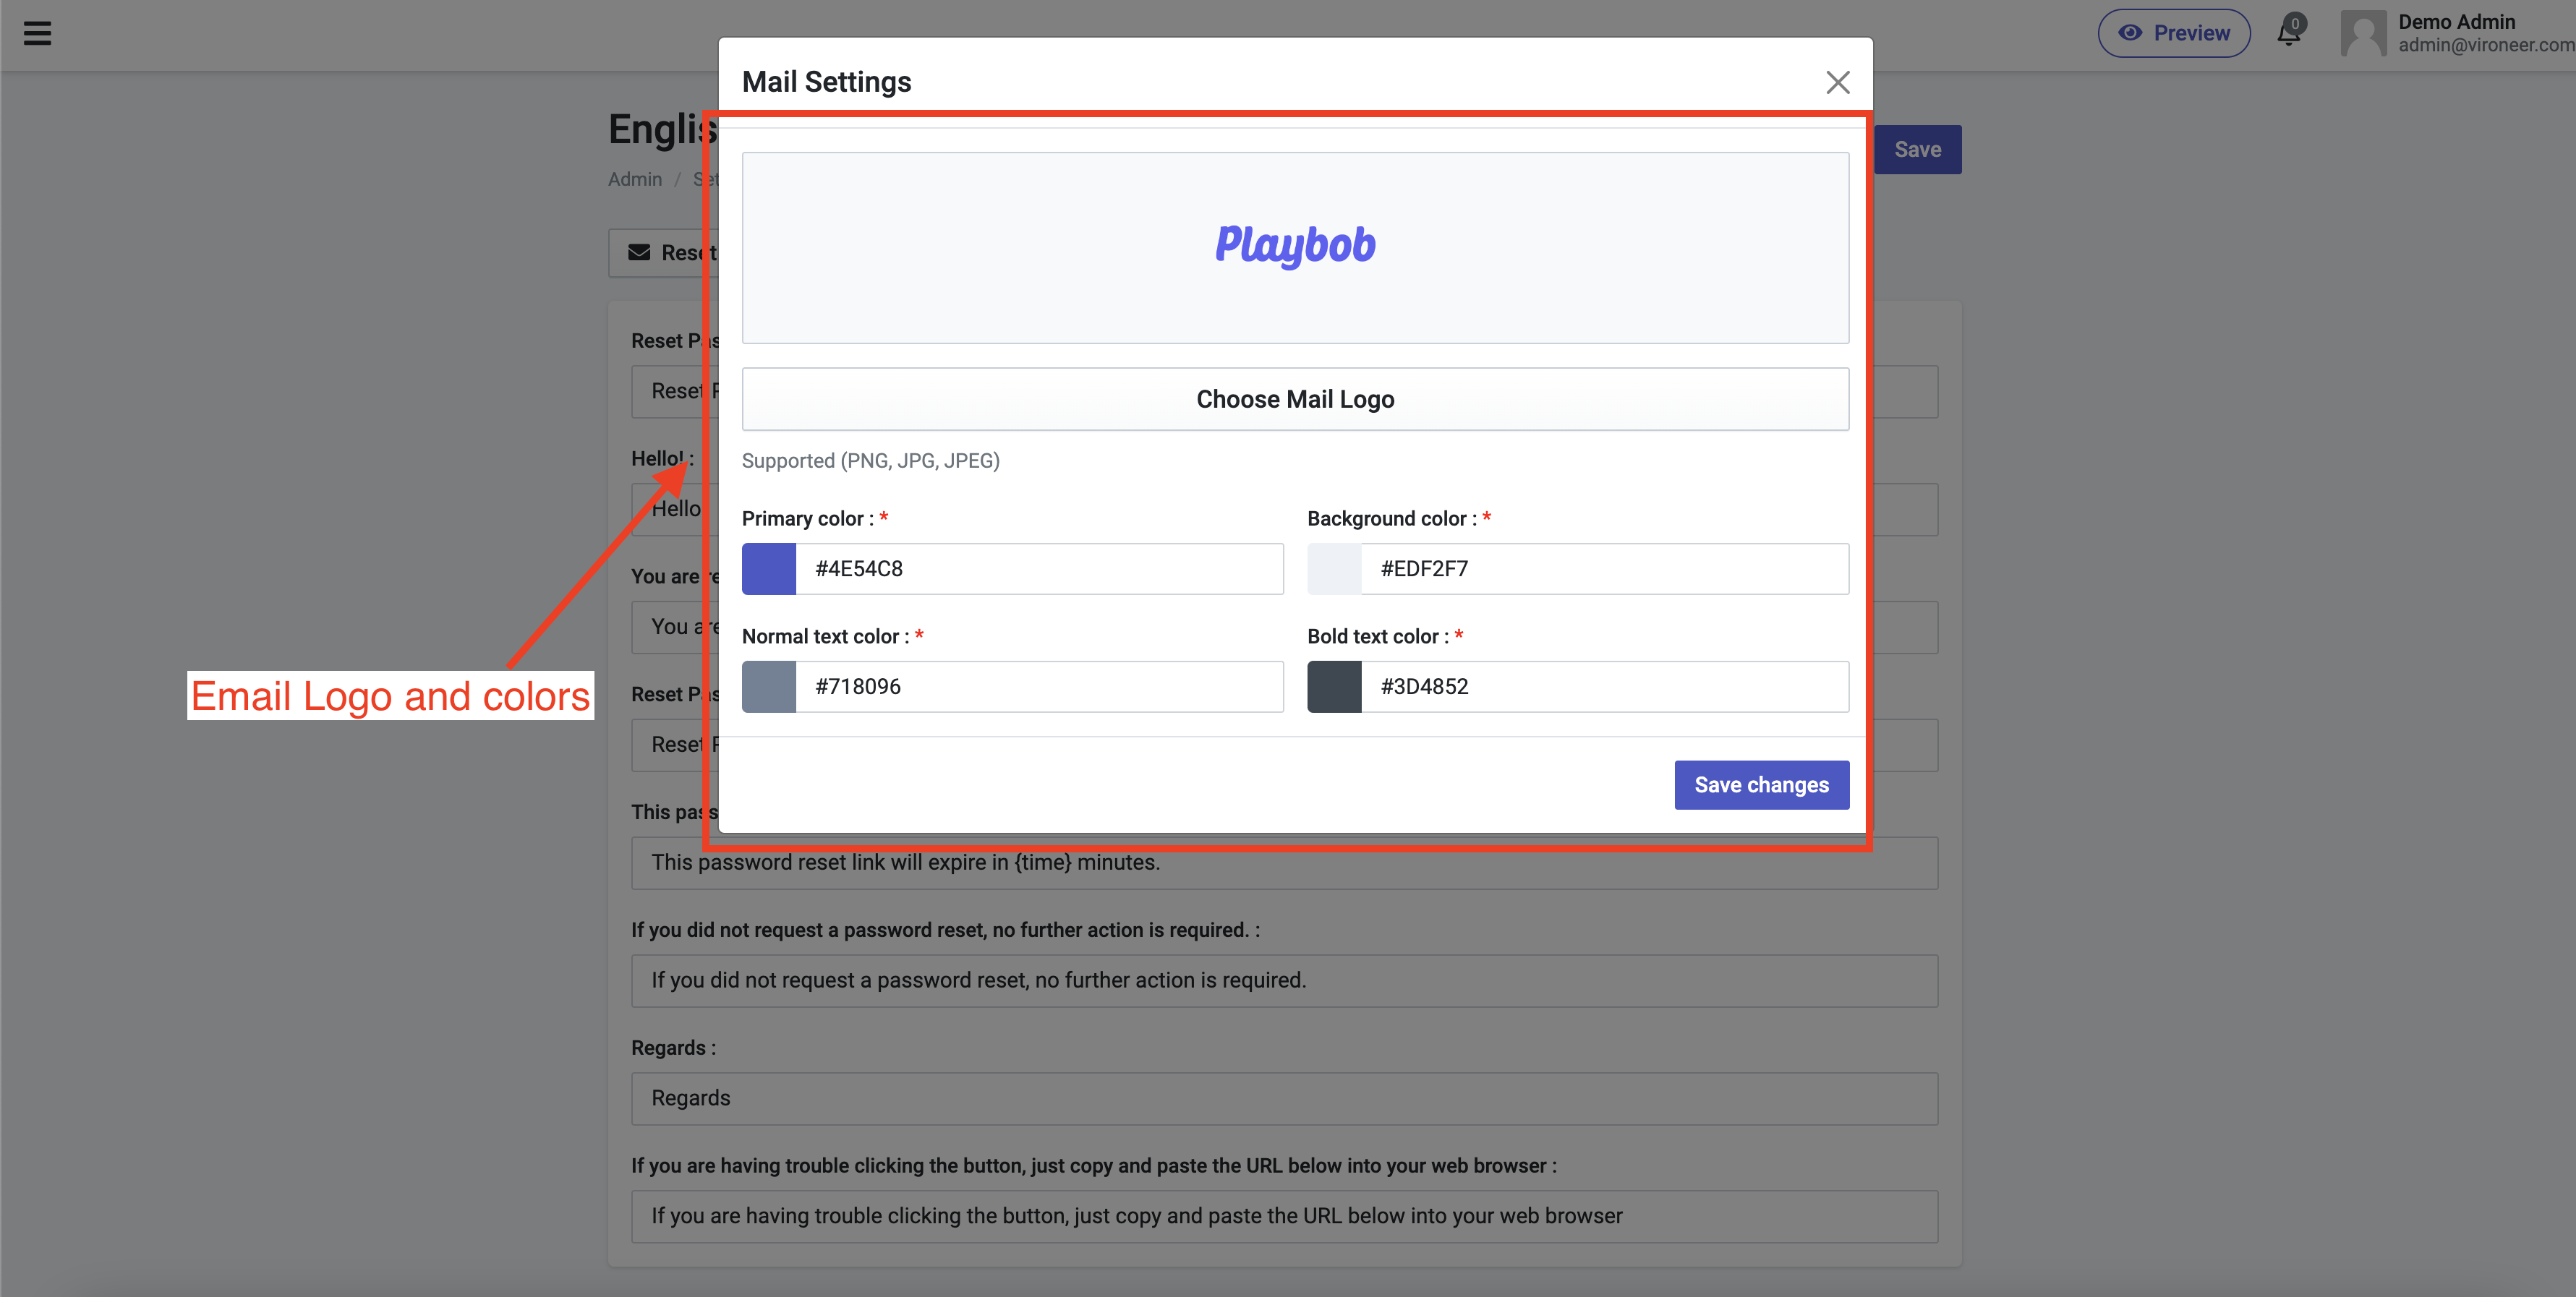 Preview
0
Demo Admin
admin@vironeer.com
Mail Settings
Englis
Save
Admin / Set
Playbob
Reset
Reset Pas
Choose Mail Logo
Reset P
Supported (PNG, JPG, JPEG)
Hello! :
Hello
Primary color : *
Background color : *
#4E54C8
#EDF2F7
You are re
You are
Normal text color : *
Bold text color : *
#718096
#3D4852
Email Logo and colors
Reset Pas
Reset P
Save changes
This pass
This password reset link will expire in {time} minutes.
If you did not request a password reset, no further action is required. :
If you did not request a password reset, no further action is required.
Regards :
Regards
If you are having trouble clicking the button, just copy and paste the URL below into your web browser :
If you are having trouble clicking the button, just copy and paste the URL below into your web browser